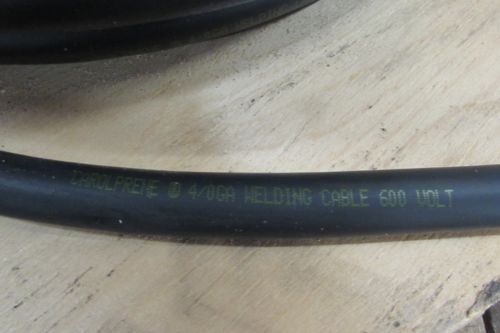 CAROLPRENE ® 4/0GA WELDING CABLE 600 VOLT